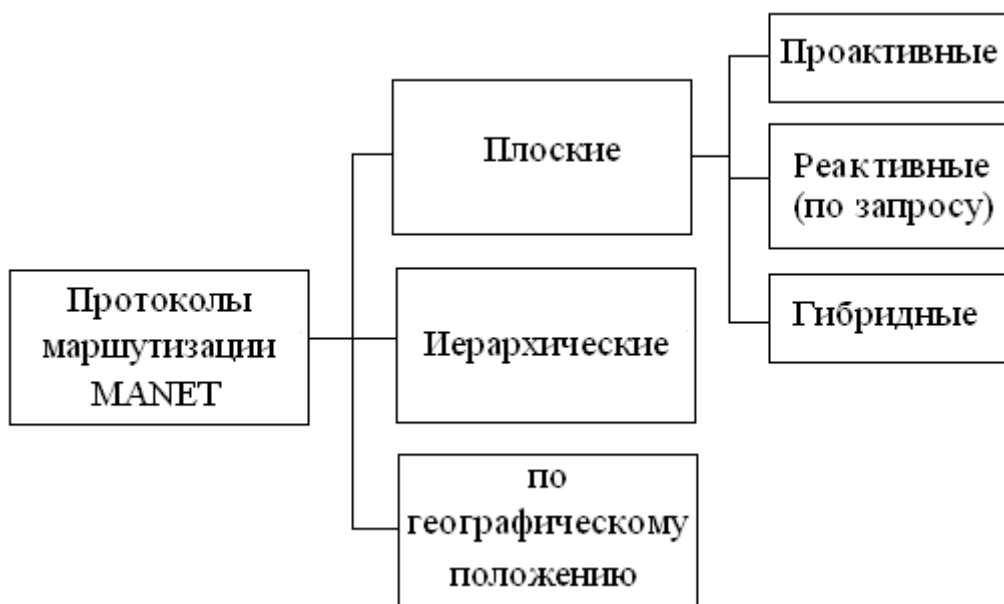 Протоколы
маршутизации
MANET
Плоские
Иерархические
по
географическому
положению
Проактивные
Реактивные
(по запросу)
Гибридные